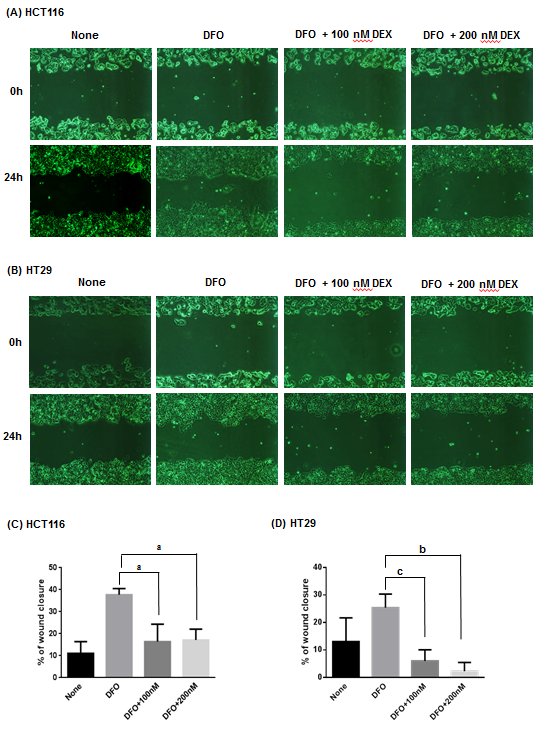 (A) HCT116
None DFO DFO + 100 nM DEX DFO + 200 nM DEX
0h
24h
(B) HT29
None DFO DFO + 100 nM DEX DFO + 200 nM DEX
0h
24h
(C) HCT116
(D) HT29
% of wound closure
50
40
30
20
10
0
a
a
None DFO DFO+100nM DFO+200nM
% of wound closure
40
30
20
10
0
b
c
None DFO DFO+100nM DFO+200nM